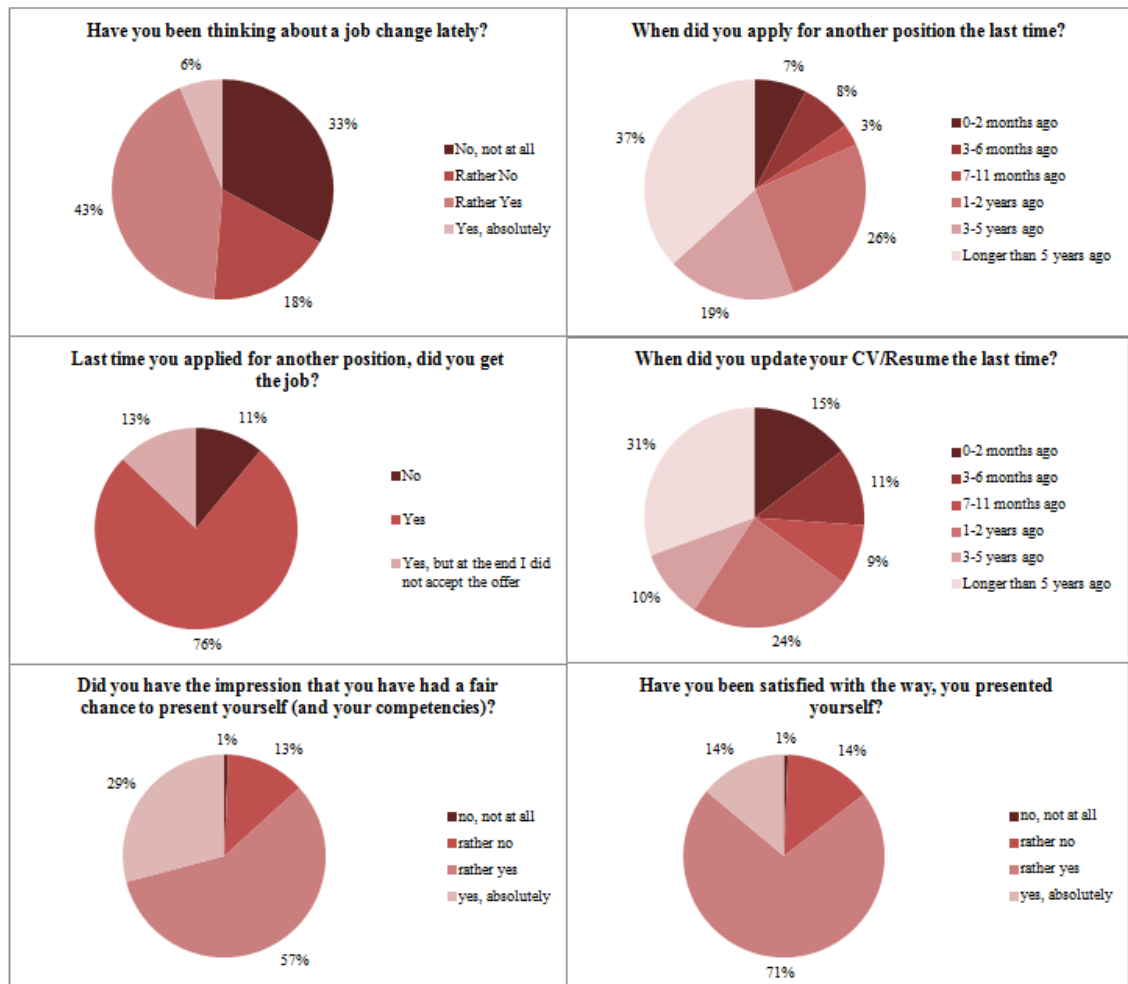 Have you been thinking about a job change lately?
6%
33%
43%
18%
No, not at all
Rather No
Rather Yes
Yes, absolutely
When did you apply for another position the last time?
7%
8%
3%
37%
26%
19%
0-2 months ago
3-6 months ago
7-11 months ago
1-2 years ago
3-5 years ago
Longer than 5 years ago
Last time you applied for another position, did you get
the job?
13%
11%
76%
No
Yes
Yes, but at the end I did
not accept the offer
When did you update your CV/Resume the last time?
15%
31%
11%
9%
10%
24%
0-2 months ago
3-6 months ago
7-11 months ago
1-2 years ago
3-5 years ago
Longer than 5 years ago
Did you have the impression that you have had a fair
chance to present yourself (and your competencies)?
1%
13%
29%
57%
no, not at all
rather no
rather yes
yes, absolutely
Have you been satisfied with the way, you presented
yourself?
14%
1%
14%
71%
no, not at all
rather no
rather yes
yes, absolutely